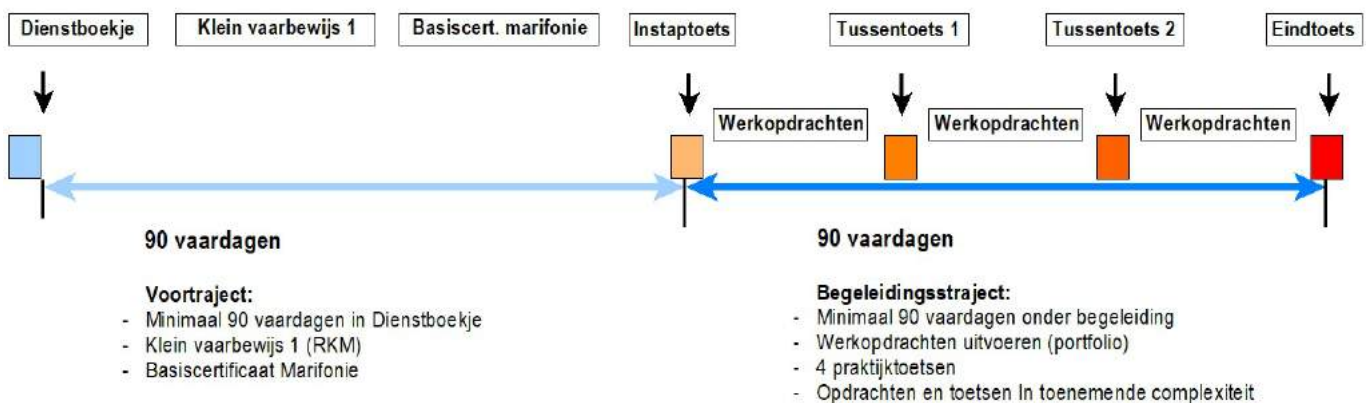 Dienstboekje Klein vaarbewijs 1 Basiscert. marifonie Instaptoets Tussentoets 1 Tussentoets 2 Eindtoets
Werkopdrachten Werkopdrachten Werkopdrachten
90 vaardagen
Voortraject:
- Minimaal 90 vaardagen in Dienstboekje
- Klein vaarbewijs 1 (RKM)
- Basiscertificaat Marifonie
90 vaardagen
Begeleidingsstraject:
- Minimaal 90 vaardagen onder begeleiding
- Werkopdrachten uitvoeren (portfolio)
- 4 praktijktoetsen
- Opdrachten en toetsen In toenemende complexiteit